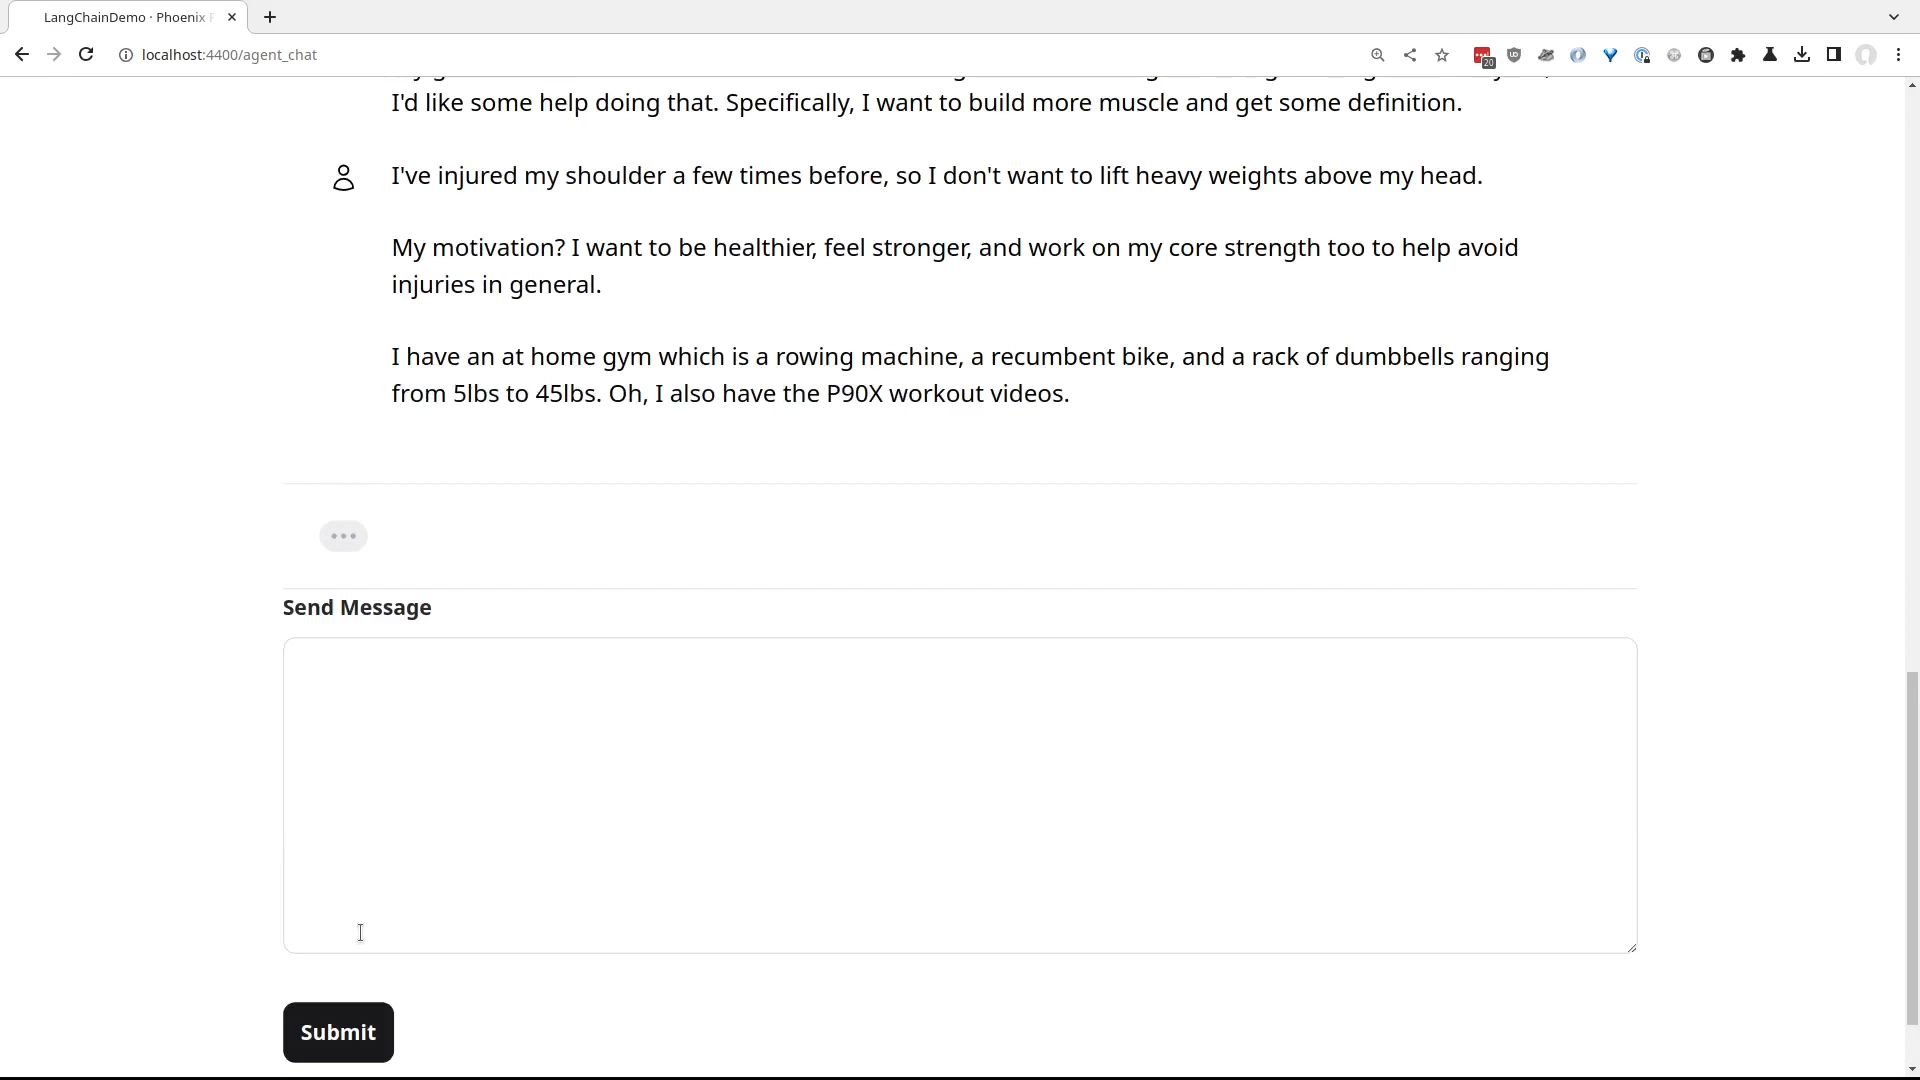 LangChainDemo · Phoenix
localhost:4400/agent_chat
20
I'd like some help doing that. Specifically, I want to build more muscle and get some definition.
I've injured my shoulder a few times before, so I don't want to lift heavy weights above my head.
My motivation? I want to be healthier, feel stronger, and work on my core strength too to help avoid
injuries in general.
I have an at home gym which is a rowing machine, a recumbent bike, and a rack of dumbbells ranging
from 5lbs to 45lbs. Oh, I also have the P90X workout videos.
Send Message
Submit